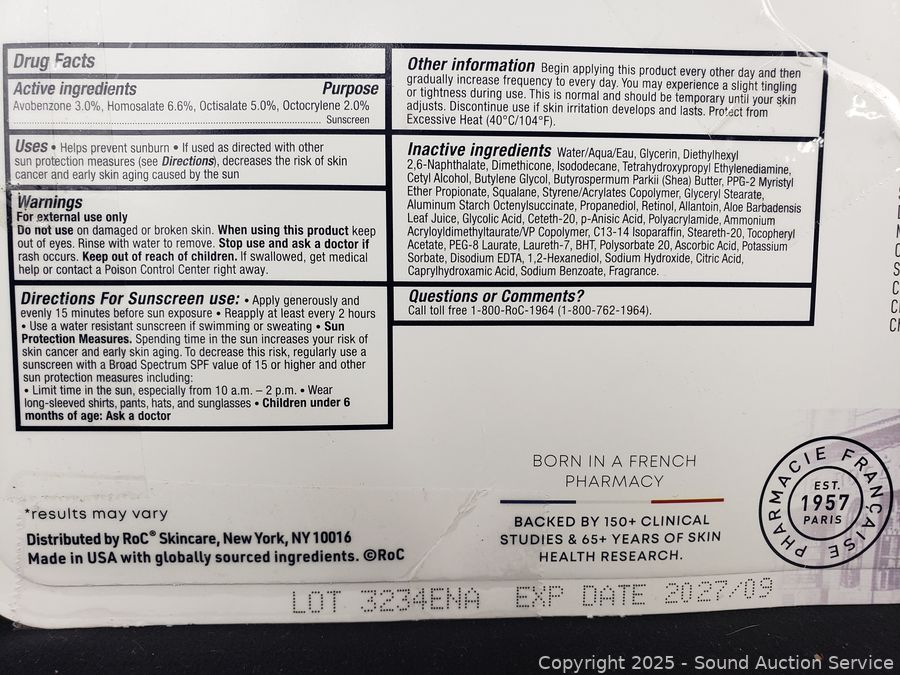 Drug Facts
Active ingredients Purpose
Avobenzone 3.0%, Homosalate 6.6%, Octisalate 5.0%, Octocrylene 2.0%
Sunscreen
Uses • Helps prevent sunburn • If used as directed with other
sun protection measures (see Directions), decreases the risk of skin
cancer and early skin aging caused by the sun
Warnings
For external use only
Do not use on damaged or broken skin. When using this product keep
out of eyes. Rinse with water to remove. Stop use and ask a doctor if
rash occurs. Keep out of reach of children. If swallowed, get medical
help or contact a Poison Control Center right away.
Directions For Sunscreen use: • Apply generously and
evenly 15 minutes before sun exposure • Reapply at least every 2 hours
• Use a water resistant sunscreen if swimming or sweating • Sun
Protection Measures. Spending time in the sun increases your risk of
skin cancer and early skin aging. To decrease this risk, regularly use a
sunscreen with a Broad Spectrum SPF value of 15 or higher and other
sun protection measures including:
• Limit time in the sun, especially from 10 a.m. – 2 p.m. • Wear
long-sleeved shirts, pants, hats, and sunglasses • Children under 6
months of age: Ask a doctor
Other information Begin applying this product every other day and then
gradually increase frequency to every day. You may experience a slight tingling
or tightness during use. This is normal and should be temporary until your skin
adjusts. Discontinue use if skin irritation develops and lasts. Protect from
Excessive Heat (40°C/104°F).
Inactive ingredients Water/Aqua/Eau, Glycerin, Diethylhexyl
2,6-Naphthalate, Dimethicone, Isododecane, Tetrahydroxypropyl Ethylenediamine,
Cetyl Alcohol, Butylene Glycol, Butyrospermum Parkii (Shea) Butter, PPG-2 Myristyl
Ether Propionate, Squalane, Styrene/Acrylates Copolymer, Glyceryl Stearate,
Aluminum Starch Octenylsuccinate, Propanediol, Retinol, Allantoin, Aloe Barbadensis
Leaf Juice, Glycolic Acid, Ceteth-20, p-Anisic Acid, Polyacrylamide, Ammonium
Acryloyldimethyltaurate/VP Copolymer, C13-14 Isoparaffin, Steareth-20, Tocopheryl
Acetate, PEG-8 Laurate, Laureth-7, BHT, Polysorbate 20, Ascorbic Acid, Potassium
Sorbate, Disodium EDTA, 1,2-Hexanediol, Sodium Hydroxide, Citric Acid,
Caprylhydroxamic Acid, Sodium Benzoate, Fragrance.
Questions or Comments?
Call toll free 1-800-RoC-1964 (1-800-762-1964).
BORN IN A FRENCH
PHARMACY
BACKED BY 150+ CLINICAL
STUDIES & 65+ YEARS OF SKIN
HEALTH RESEARCH.
PHARMACIE FRANÇAISE
EST.
1957
PARIS
*results may vary
Distributed by RoC® Skincare, New York, NY 10016
Made in USA with globally sourced ingredients. ©RoC
LOT 3234ENA EXP DATE 2027/09
Copyright 2025 - Sound Auction Service